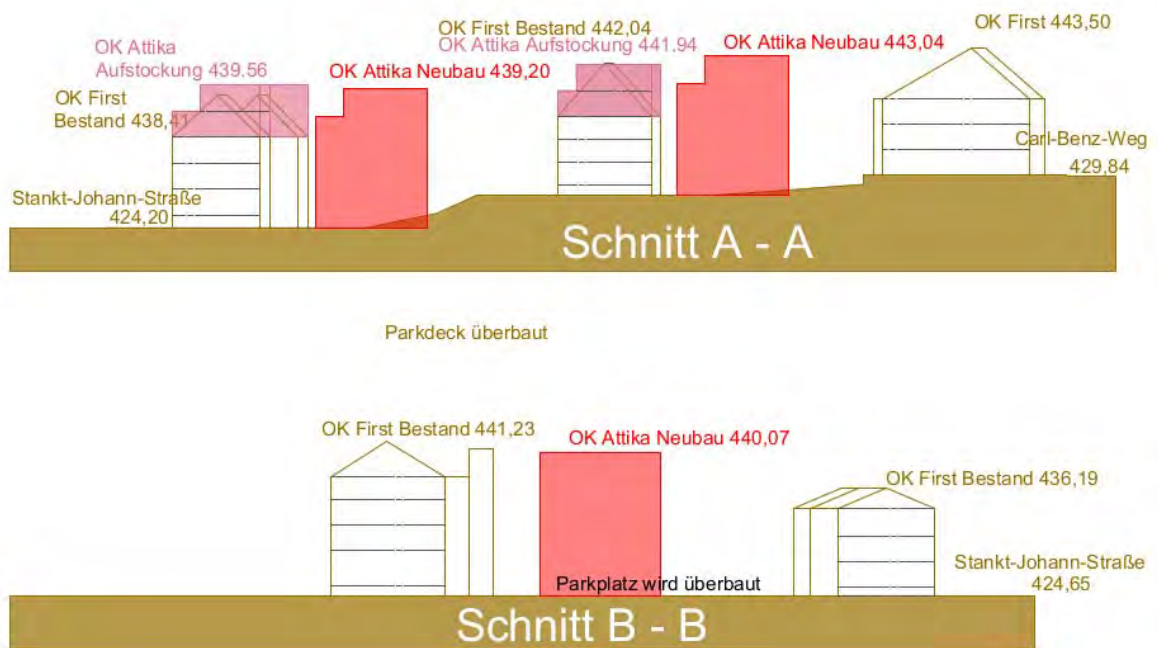 OK Attika
Aufstockung 439.56
OK First
Bestand 438,41
OK Attika Neubau 439,20
OK First Bestand 442,04
OK Attika Aufstockung 441.94
OK Attika Neubau 443,04
OK First 443,50
Carl-Benz-Weg
429,84
Stankt-Johann-Straße
424,20
Schnitt A - A
Parkdeck überbaut
OK First Bestand 441,23
OK Attika Neubau 440,07
OK First Bestand 436,19
Parkplatz wird überbaut
Stankt-Johann-Straße
424,65
Schnitt B - B